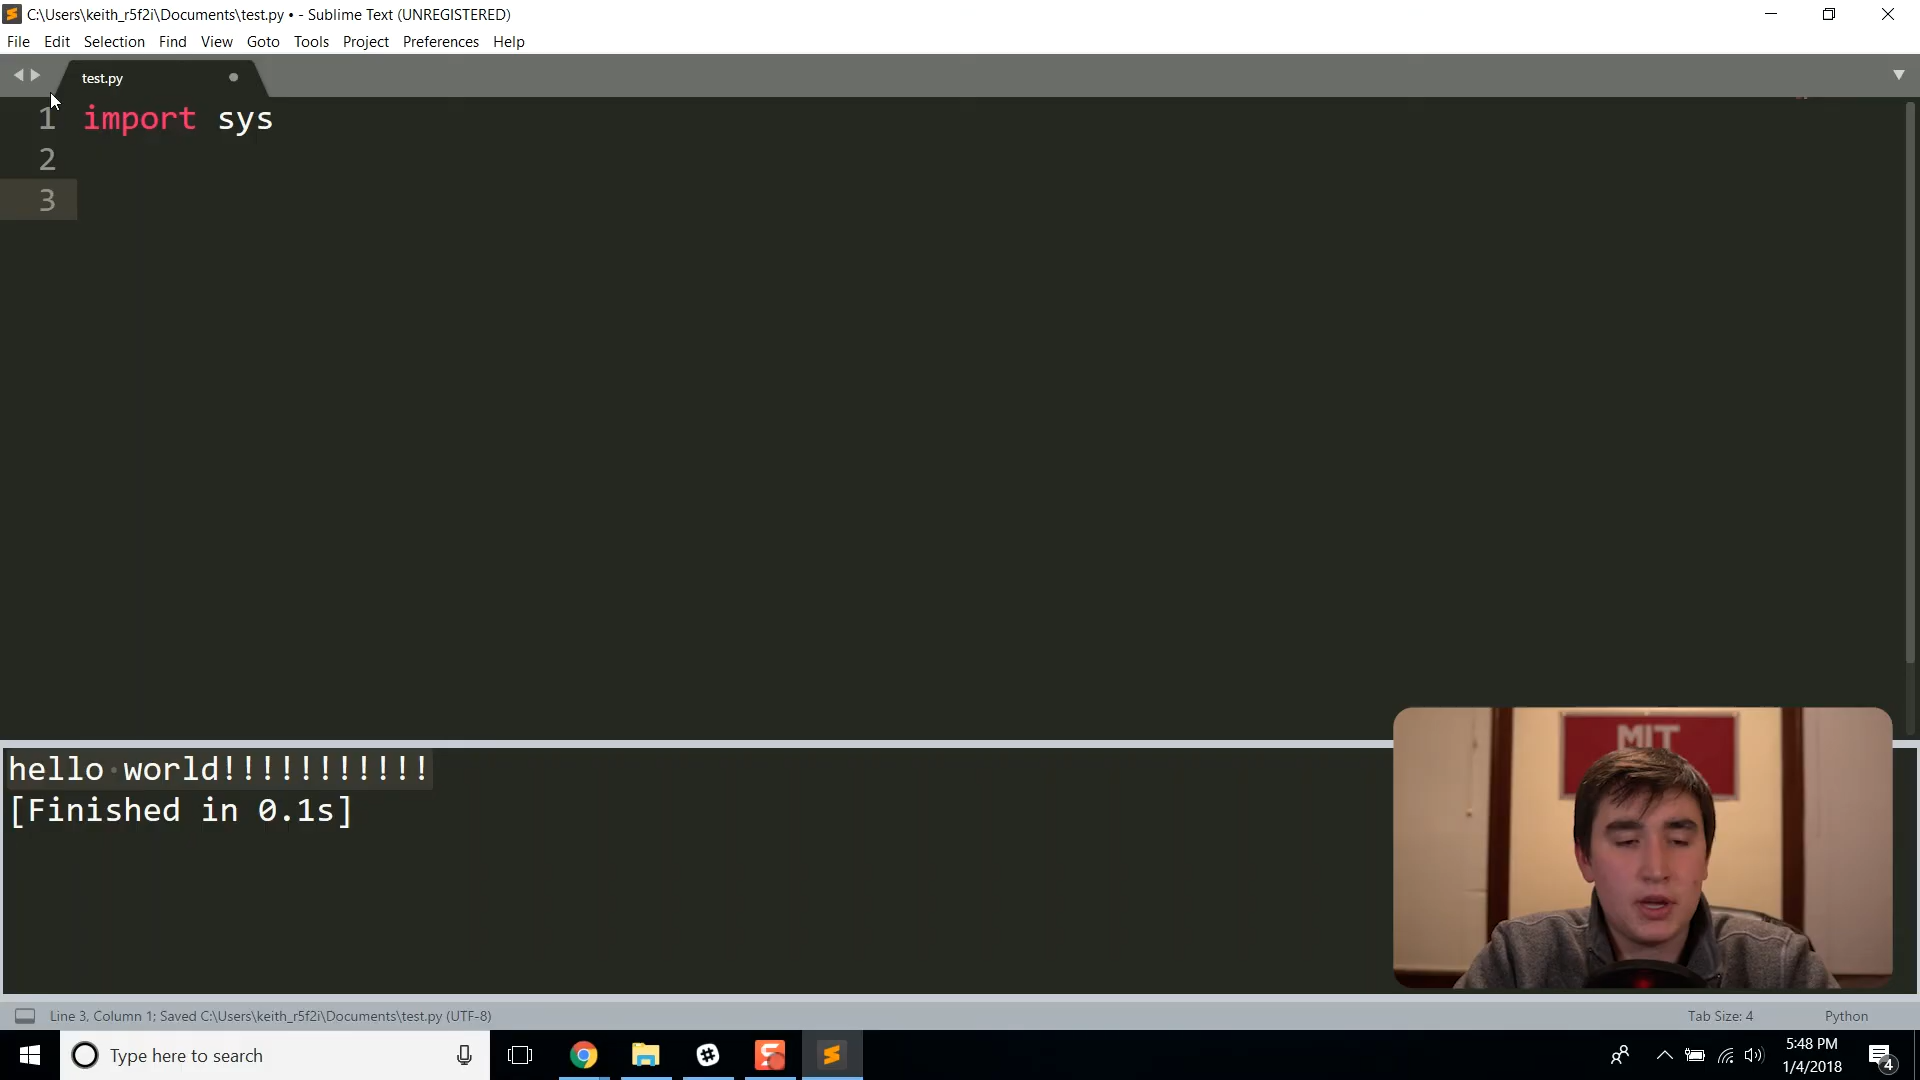 C:\Users\keith_r5f2i\Documents\test.py • - Sublime Text (UNREGISTERED)
File Edit Selection Find View Goto Tools Project Preferences Help
test.py
1 import sys
2
3
hello world!!!!!!!!!!!
[Finished in 0.1s]
MIT
Line 3, Column 1; Saved C:\Users\keith_r5f2i\Documents\test.py (UTF-8)
Tab Size: 4
Python
Type here to search
5:48 PM
1/4/2018
4